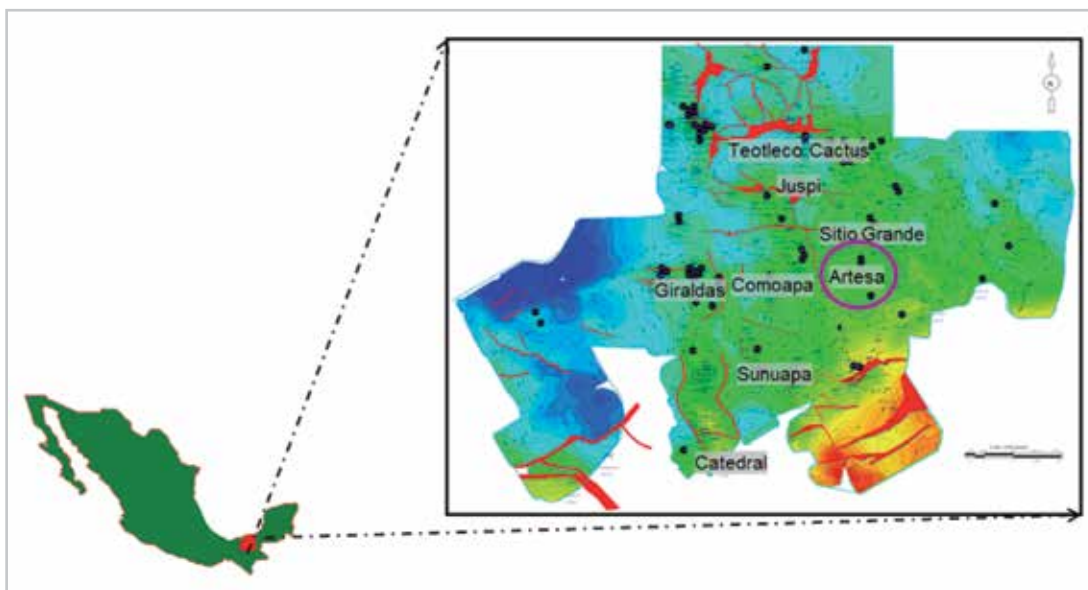 Teotleco Cactus
Juspi
Sitio Grande
Giraldas Comoapa Artesa
Sunuapa
Catedral